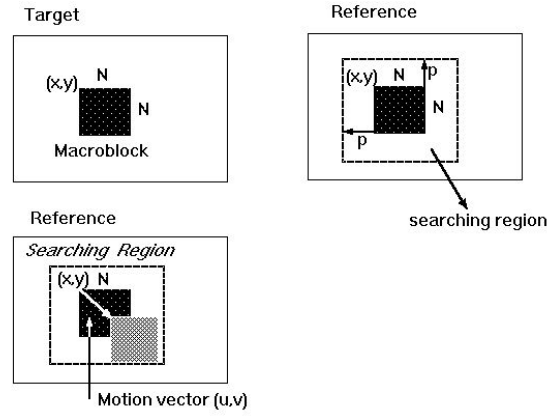 Target
(x,y)
N
N
Macroblock
Reference
(x,y)
N
p
N
p
searching region
Reference
Searching Region
(x,y)
N
Motion vector (u,v)